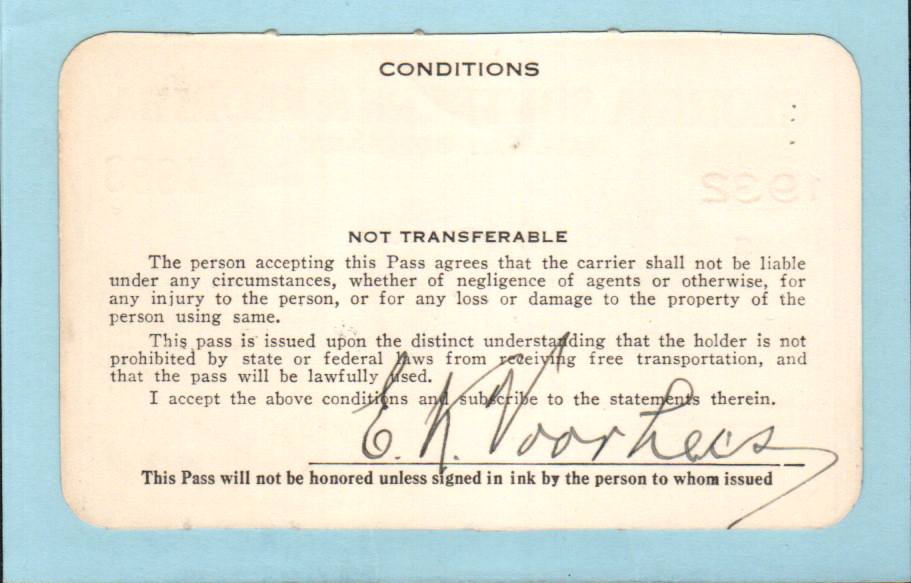 CONDITIONS
1932
NOT TRANSFERABLE
The person accepting this Pass agrees that the carrier shall not be liable
under any circumstances, whether of negligence of agents or otherwise, for
any injury to the person, or for any loss or damage to the property of the
person using same.
This pass is issued upon the distinct understanding that the holder is not
prohibited by state or federal laws from receiving free transportation, and
that the pass will be lawfully used.
I accept the above conditions and subscribe to the statements therein.
E. K. Voorhees
This Pass will not be honored unless signed in ink by the person to whom issued